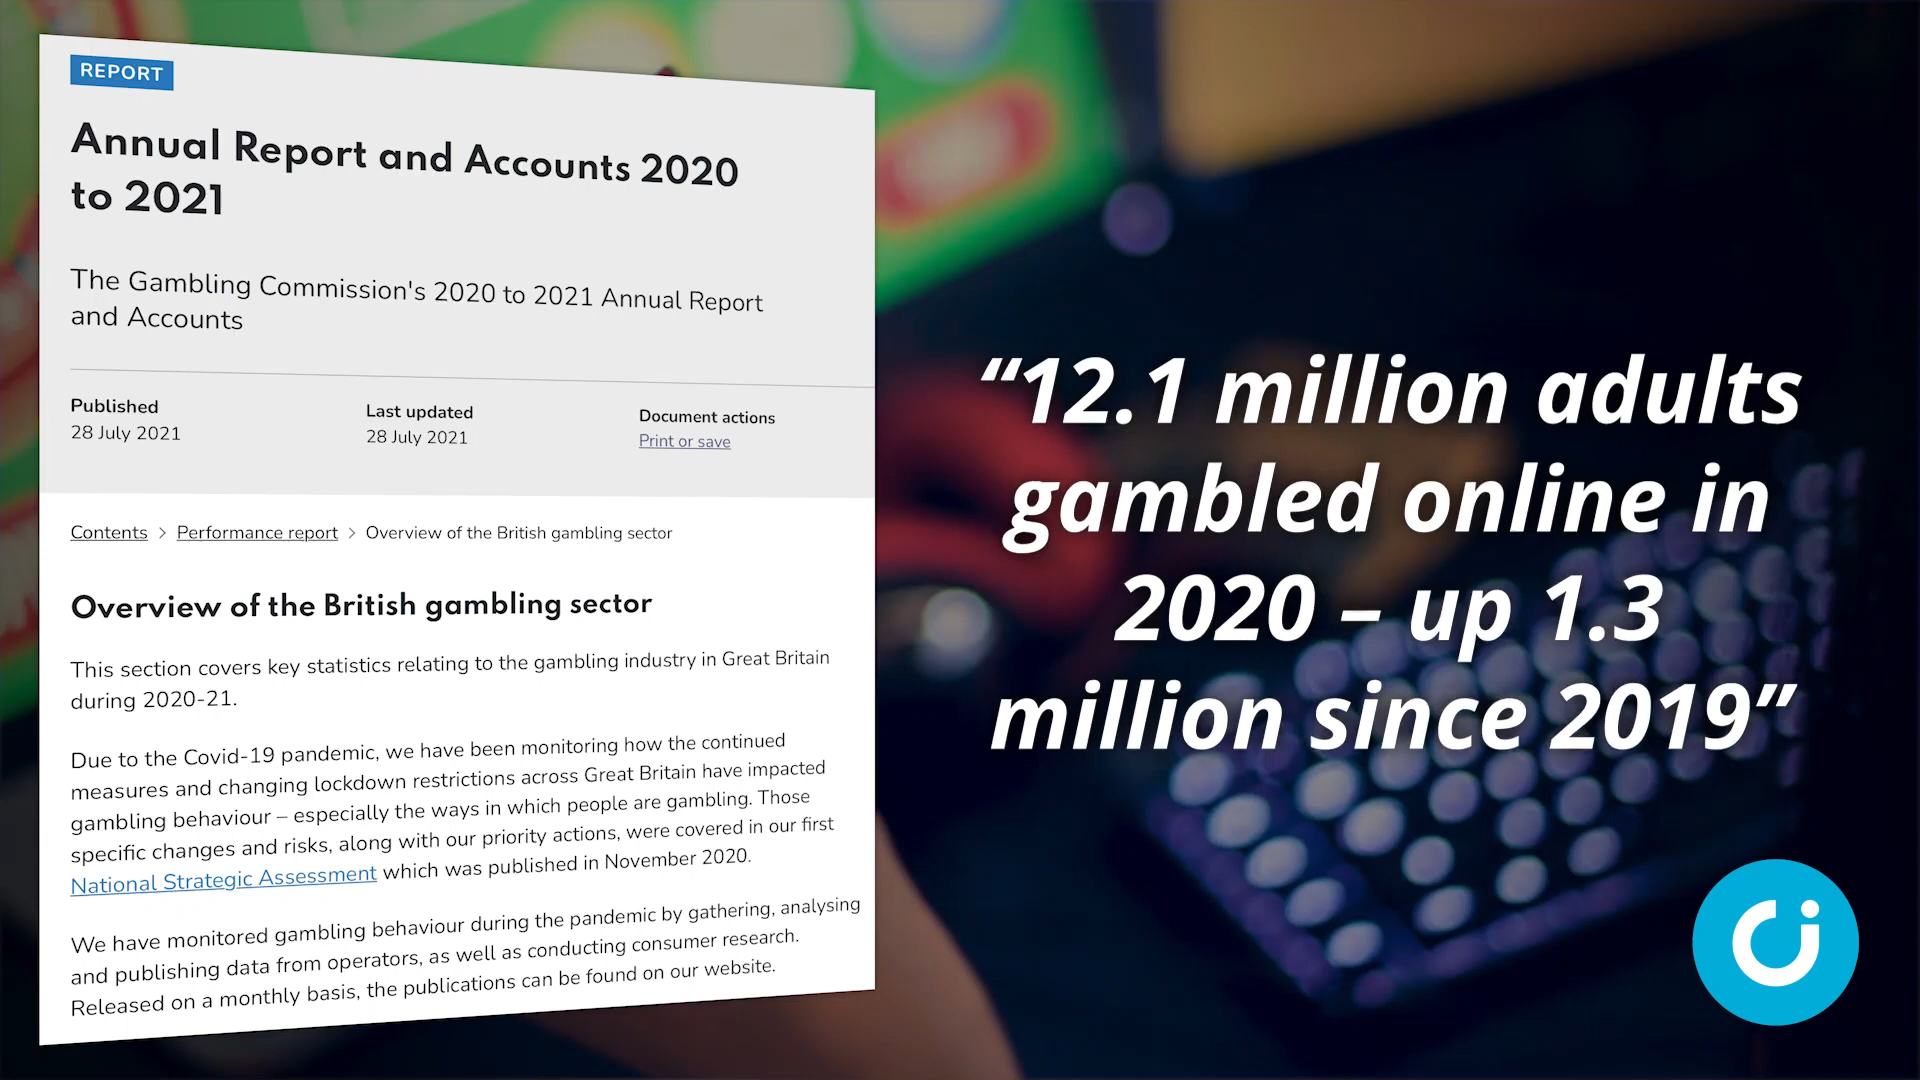 REPORT
Annual Report and Accounts 2020
to 2021
The Gambling Commission's 2020 to 2021 Annual Report
and Accounts
Published
28 July 2021
Last updated
28 July 2021
Document actions
Print or save
Contents > Performance report > Overview of the British gambling sector
Overview of the British gambling sector
This section covers key statistics relating to the gambling industry in Great Britain
during 2020-21.
Due to the Covid-19 pandemic, we have been monitoring how the continued
measures and changing lockdown restrictions across Great Britain have impacted
gambling behaviour – especially the ways in which people are gambling. Those
specific changes and risks, along with our priority actions, were covered in our first
National Strategic Assessment which was published in November 2020.
We have monitored gambling behaviour during the pandemic by gathering, analysing
and publishing data from operators, as well as conducting consumer research.
Released on a monthly basis, the publications can be found on our website.
“12.1 million adults
gambled online in
2020 – up 1.3
million since 2019”